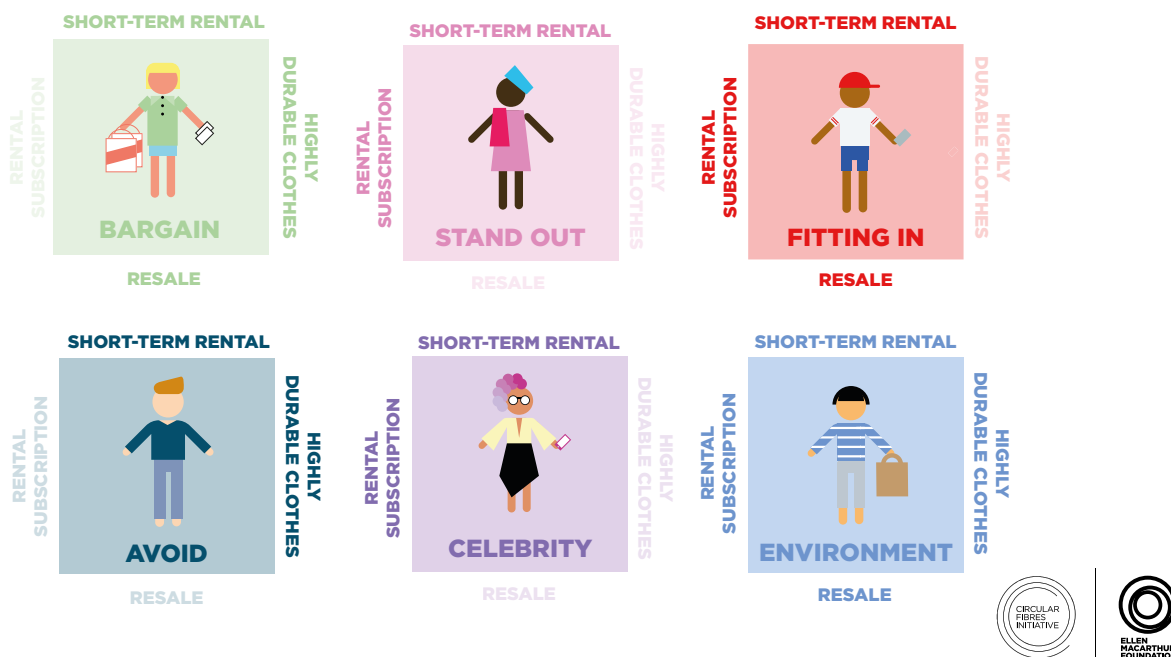 SHORT-TERM RENTAL
RENTAL
SUBSCRIPTION
HIGHLY
DURABLE CLOTHES
BARGAIN
RESALE
SHORT-TERM RENTAL
RENTAL
SUBSCRIPTION
HIGHLY
DURABLE CLOTHES
STAND OUT
RESALE
SHORT-TERM RENTAL
RENTAL
SUBSCRIPTION
HIGHLY
DURABLE CLOTHES
FITTING IN
RESALE
SHORT-TERM RENTAL
RENTAL
SUBSCRIPTION
HIGHLY
DURABLE CLOTHES
AVOID
RESALE
SHORT-TERM RENTAL
RENTAL
SUBSCRIPTION
HIGHLY
DURABLE CLOTHES
CELEBRITY
RESALE
SHORT-TERM RENTAL
RENTAL
SUBSCRIPTION
HIGHLY
DURABLE CLOTHES
ENVIRONMENT
RESALE
CIRCULAR
FIBRES
INITIATIVE
ELLEN
MACARTHUR
FOUNDATION